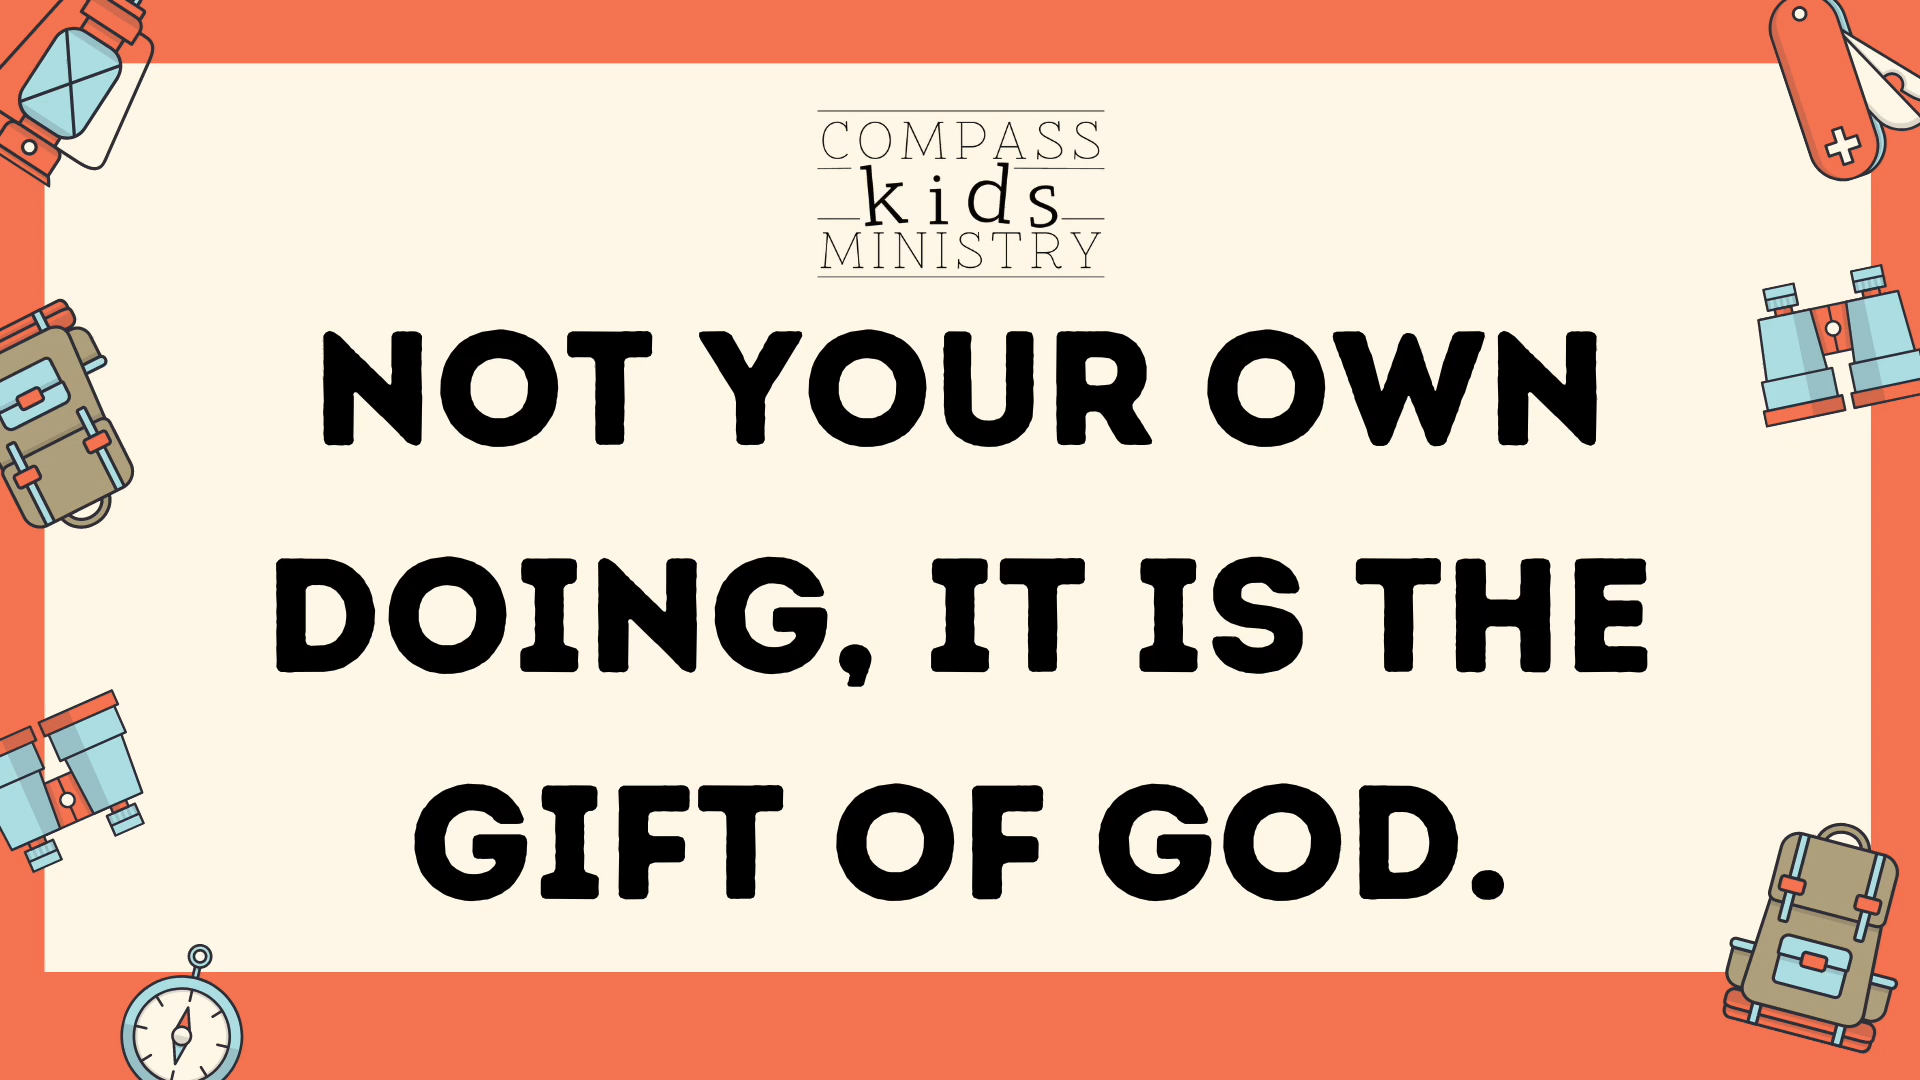 COMPASS
kids
MINISTRY
NOT YOUR OWN
DOING, IT IS THE
GIFT OF GOD.